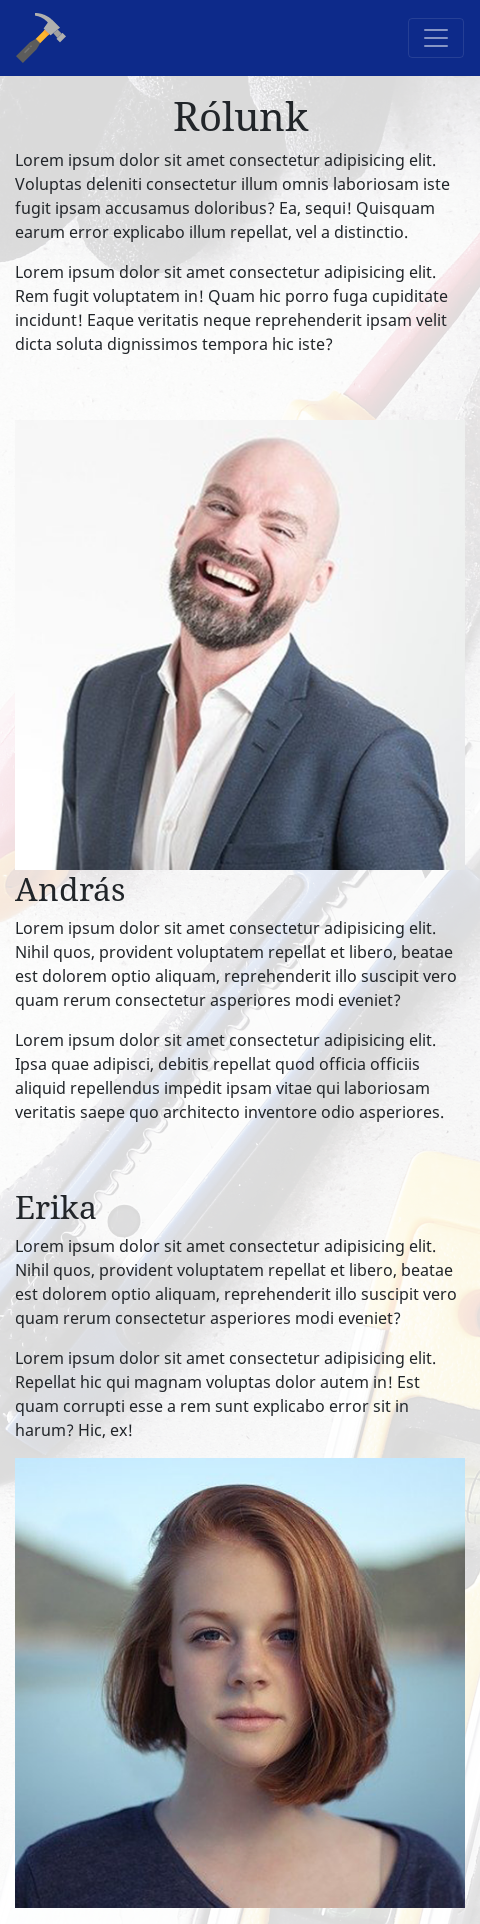 Rólunk
Lorem ipsum dolor sit amet consectetur adipisicing elit.
Voluptas deleniti consectetur illum omnis laboriosam iste
fugit ipsam accusamus doloribus? Ea, sequi! Quisquam
earum error explicabo illum repellat, vel a distinctio.
Lorem ipsum dolor sit amet consectetur adipisicing elit.
Rem fugit voluptatem in! Quam hic porro fuga cupiditate
incidunt! Eaque veritatis neque reprehenderit ipsam velit
dicta soluta dignissimos tempora hic iste?
András
Lorem ipsum dolor sit amet consectetur adipisicing elit.
Nihil quos, provident voluptatem repellat et libero, beatae
est dolorem optio aliquam, reprehenderit illo suscipit vero
quam rerum consectetur asperiores modi eveniet?
Lorem ipsum dolor sit amet consectetur adipisicing elit.
Ipsa quae adipisci, debitis repellat quod officia officiis
aliquid repellendus impedit ipsam vitae qui laboriosam
veritatis saepe quo architecto inventore odio asperiores.
Erika
Lorem ipsum dolor sit amet consectetur adipisicing elit.
Nihil quos, provident voluptatem repellat et libero, beatae
est dolorem optio aliquam, reprehenderit illo suscipit vero
quam rerum consectetur asperiores modi eveniet?
Lorem ipsum dolor sit amet consectetur adipisicing elit.
Repellat hic qui magnam voluptas dolor autem in! Est
quam corrupti esse a rem sunt explicabo error sit in
harum? Hic, ex!